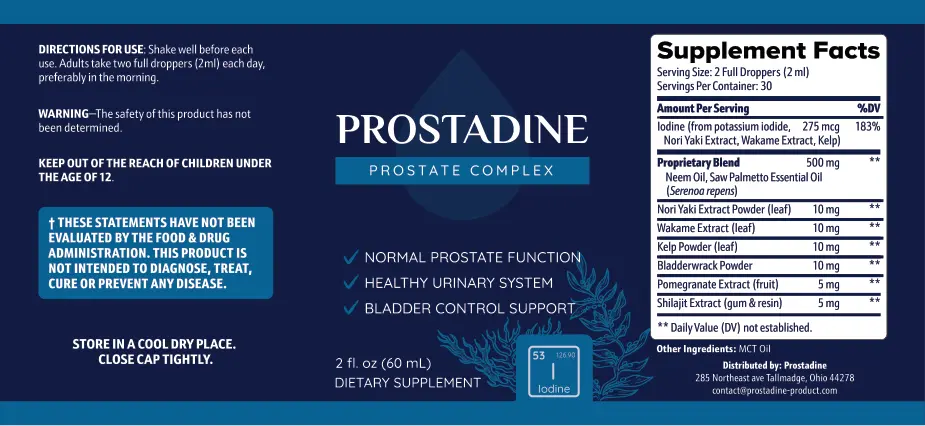 DIRECTIONS FOR USE: Shake well before each
use. Adults take two full droppers (2ml) each day,
preferably in the morning.
WARNING—The safety of this product has not
been determined.
KEEP OUT OF THE REACH OF CHILDREN UNDER
THE AGE OF 12.
† THESE STATEMENTS HAVE NOT BEEN
EVALUATED BY THE FOOD & DRUG
ADMINISTRATION. THIS PRODUCT IS
NOT INTENDED TO DIAGNOSE, TREAT,
CURE OR PREVENT ANY DISEASE.
STORE IN A COOL DRY PLACE.
CLOSE CAP TIGHTLY.
PROSTADINE
PROSTATE COMPLEX
NORMAL PROSTATE FUNCTION
HEALTHY URINARY SYSTEM
BLADDER CONTROL SUPPORT
2 fl. oz (60 mL)
DIETARY SUPPLEMENT
53 126.90
I
Iodine
Supplement Facts
Serving Size: 2 Full Droppers (2 ml)
Servings Per Container: 30
Amount Per Serving %DV
Iodine (from potassium iodide, 275 mcg 183%
Nori Yaki Extract, Wakame Extract, Kelp)
Proprietary Blend 500 mg **
Neem Oil, Saw Palmetto Essential Oil
(Serenoa repens)
Nori Yaki Extract Powder (leaf) 10 mg **
Wakame Extract (leaf) 10 mg **
Kelp Powder (leaf) 10 mg **
Bladderwrack Powder 10 mg **
Pomegranate Extract (fruit) 5 mg **
Shilajit Extract (gum & resin) 5 mg **
** Daily Value (DV) not established.
Other Ingredients: MCT Oil
Distributed by: Prostadine
285 Northeast ave Tallmadge, Ohio 44278
contact@prostadine-product.com